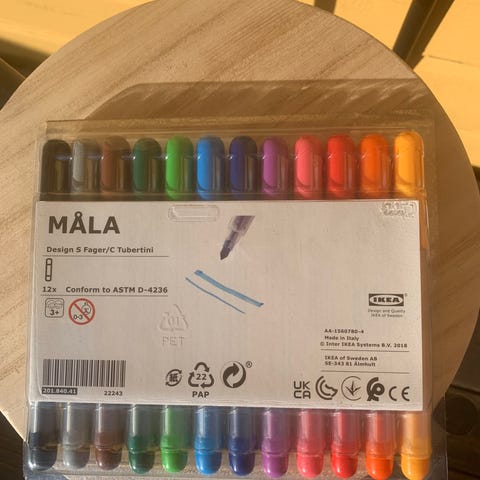 MÅLA
Design S Fager/C Tubertini
12x Conform to ASTM D-4236
3+
0-3
01
PET
IKEA
Design and Quality
IKEA of Sweden
AA-1560780-4
Made in Italy
© Inter IKEA Systems B.V. 2018
IKEA of Sweden AB
SE-343 81 Älmhult
201.840.41
22243
22
PAP
UK
CA
CE